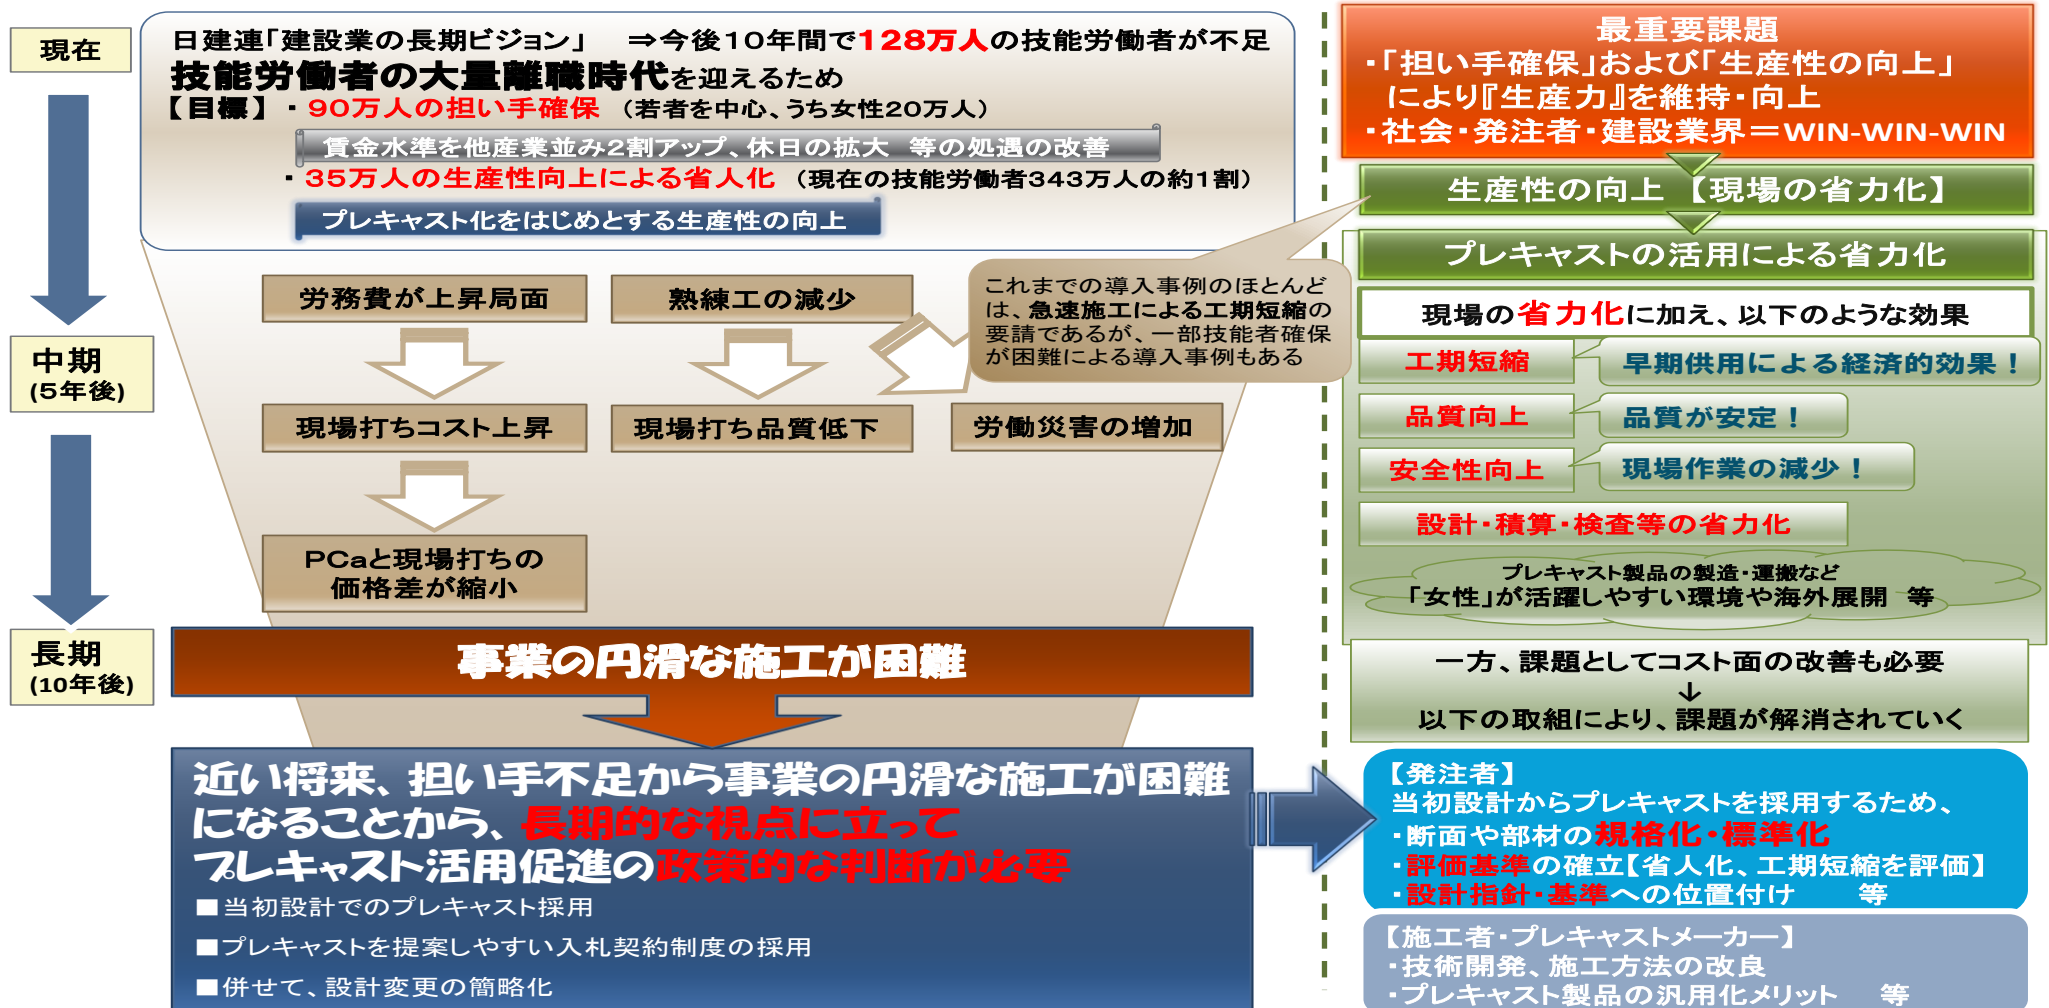 現在
日建連「建設業の長期ビジョン」　⇒今後10年間で128万人の技能労働者が不足
技能労働者の大量離職時代を迎えるため
【目標】・90万人の担い手確保（若者を中心、うち女性20万人）
賃金水準を他産業並み2割アップ、休日の拡大　等の処遇の改善
・35万人の生産性向上による省人化（現在の技能労働者343万人の約1割）
プレキャスト化をはじめとする生産性の向上
労務費が上昇局面
熟練工の減少
これまでの導入事例のほとんど
は、急速施工による工期短縮の
要請であるが、一部技能者確保
が困難による導入事例もある
中期
(5年後)
現場打ちコスト上昇
現場打ち品質低下
労働災害の増加
PCaと現場打ちの
価格差が縮小
長期
(10年後)
事業の円滑な施工が困難
近い将来、担い手不足から事業の円滑な施工が困難
になることから、長期的な視点に立って
プレキャスト活用促進の政策的な判断が必要
■当初設計でのプレキャスト採用
■プレキャストを提案しやすい入札契約制度の採用
■併せて、設計変更の簡略化
最重要課題
・「担い手確保」および「生産性の向上」
により『生産力』を維持・向上
・社会・発注者・建設業界＝WIN-WIN-WIN
生産性の向上【現場の省力化】
プレキャストの活用による省力化
現場の省力化に加え、以下のような効果
工期短縮
早期供用による経済的効果！
品質向上
品質が安定！
安全性向上
現場作業の減少！
設計・積算・検査等の省力化
プレキャスト製品の製造・運搬など
「女性」が活躍しやすい環境や海外展開　等
一方、課題としてコスト面の改善も必要
↓
以下の取組により、課題が解消されていく
【発注者】
当初設計からプレキャストを採用するため、
・断面や部材の規格化・標準化
・評価基準の確立【省人化、工期短縮を評価】
・設計指針・基準への位置付け　　等
【施工者・プレキャストメーカー】
・技術開発、施工方法の改良
・プレキャスト製品の汎用化メリット　等